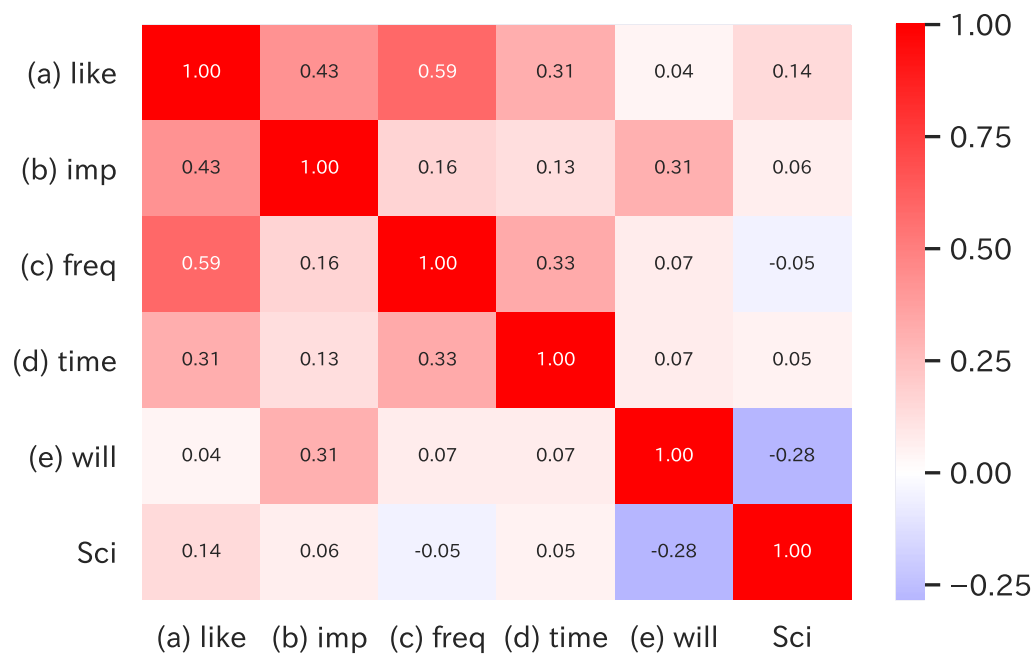 1.00
(a) like 1.00 0.43 0.59 0.31 0.04 0.14
0.75
(b) imp 0.43 1.00 0.16 0.13 0.31 0.06
0.50
(c) freq 0.59 0.16 1.00 0.33 0.07 -0.05
0.25
(d) time 0.31 0.13 0.33 1.00 0.07 0.05
(e) will 0.04 0.31 0.07 0.07 1.00 -0.28
0.00
Sci 0.14 0.06 -0.05 0.05 -0.28 1.00
−0.25
(a) like (b) imp (c) freq (d) time (e) will Sci